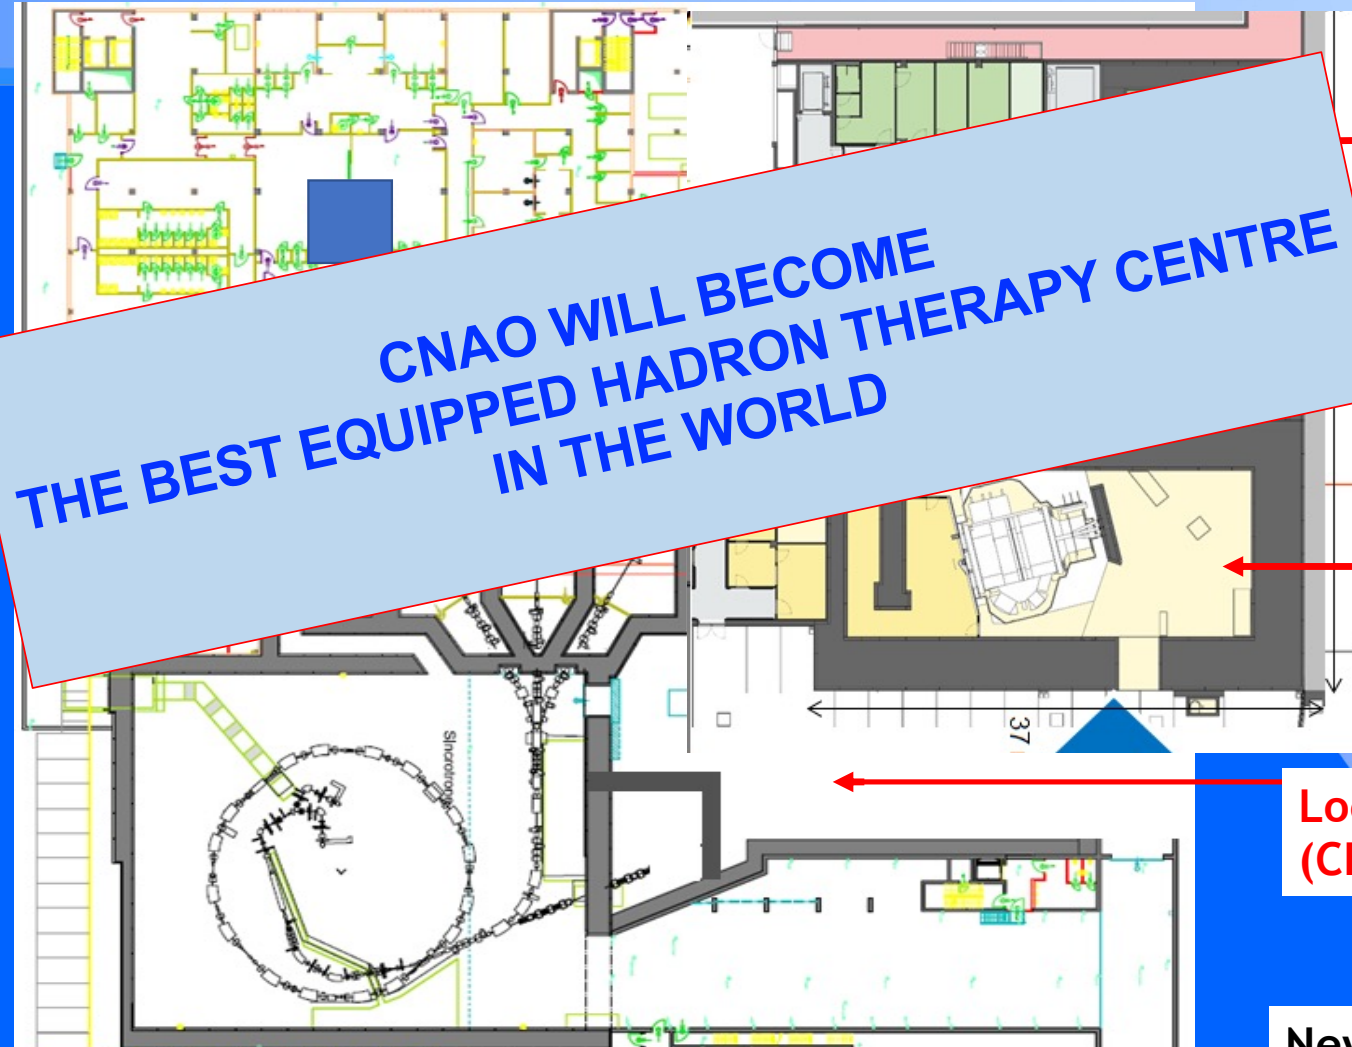 CNAO WILL BECOME
THE BEST EQUIPPED HADRON THERAPY CENTRE
IN THE WORLD
Sincrotrone
37